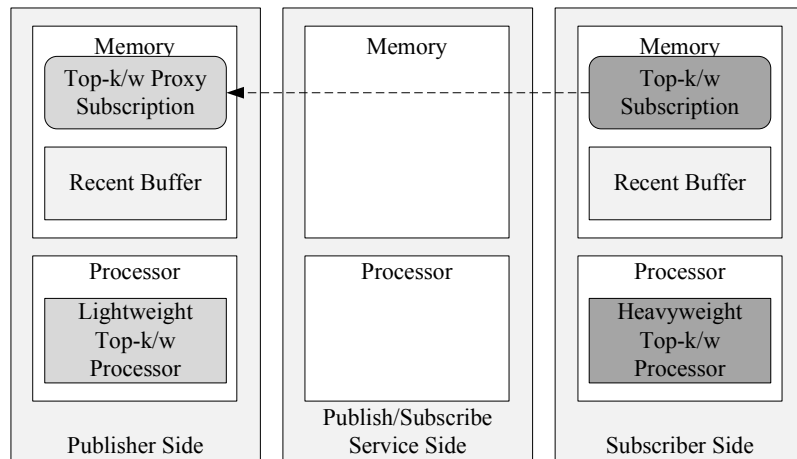 Memory
Top-k/w Proxy
Subscription
Recent Buffer
Processor
Lightweight
Top-k/w
Processor
Publisher Side
Memory
Processor
Publish/Subscribe
Service Side
Memory
Top-k/w
Subscription
Recent Buffer
Processor
Heavyweight
Top-k/w
Processor
Subscriber Side